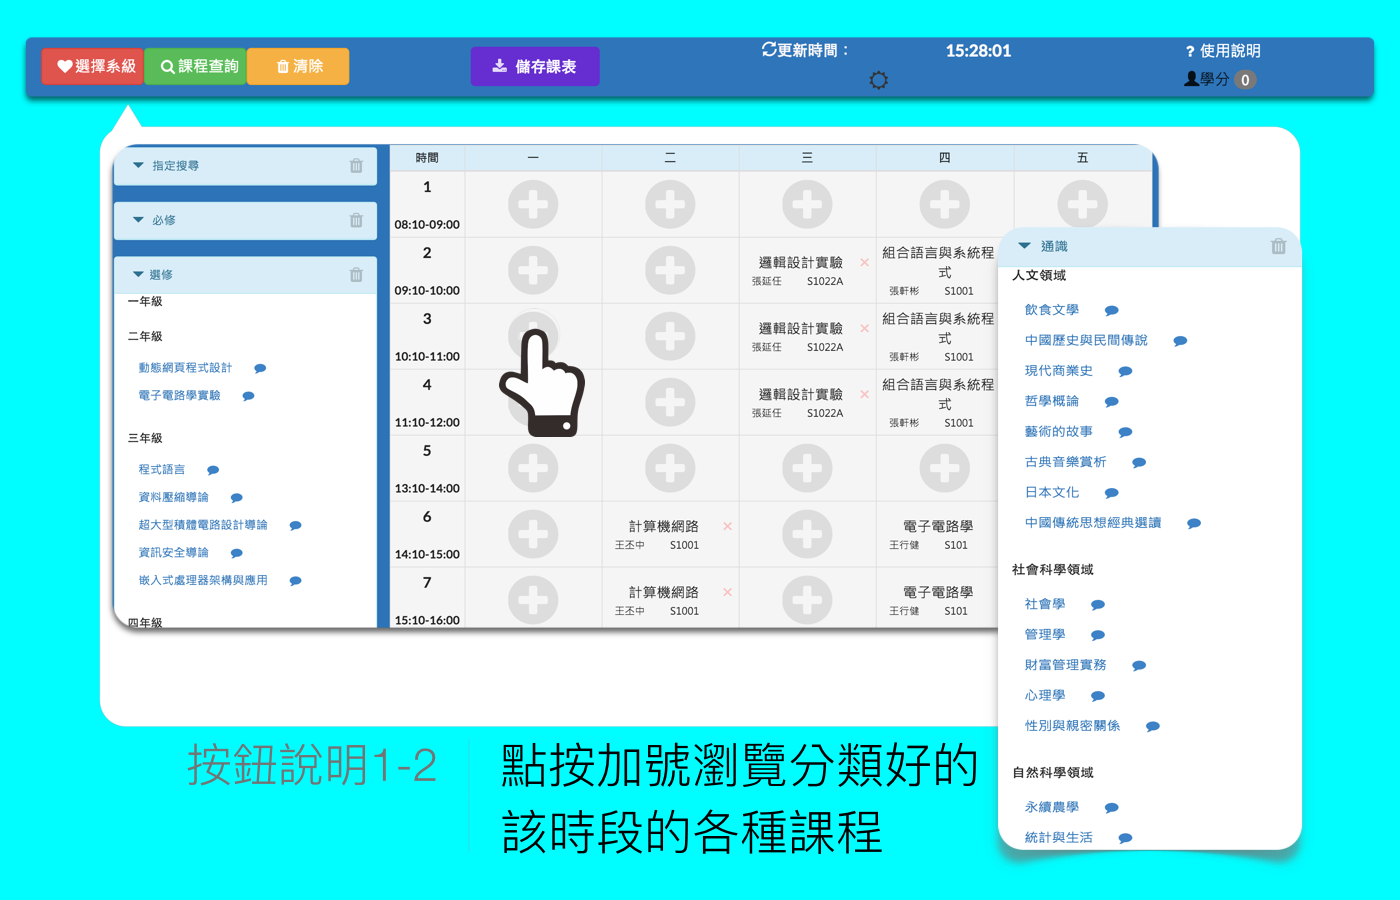 選擇系級 課程查詢 清除 儲存課表 更新時間： 15:28:01 ? 使用說明
學分 0
指定搜尋
必修
選修
一年級
二年級
動態網頁程式設計
電子電路學實驗
三年級
程式語言
資料壓縮導論
超大型積體電路設計導論
資訊安全導論
嵌入式處理器架構與應用
四年級
時間 一 二 三 四 五
1
08:10-09:00
2
09:10-10:00
邏輯設計實驗 ×
張延任 S1022A
組合語言與系統程
式
張軒彬 S1001
3
10:10-11:00
邏輯設計實驗 ×
張延任 S1022A
組合語言與系統程
式
張軒彬 S1001
4
11:10-12:00
邏輯設計實驗 ×
張延任 S1022A
組合語言與系統程
式
張軒彬 S1001
5
13:10-14:00
6
14:10-15:00
計算機網路 ×
王丕中 S1001
電子電路學
王行健 S101
7
15:10-16:00
計算機網路 ×
王丕中 S1001
電子電路學
王行健 S101
通識
人文領域
飲食文學
中國歷史與民間傳說
現代商業史
哲學概論
藝術的故事
古典音樂賞析
日本文化
中國傳統思想經典選讀
社會科學領域
社會學
管理學
財富管理實務
心理學
性別與親密關係
自然科學領域
永續農學
統計與生活
按鈕說明1-2
點按加號瀏覽分類好的
該時段的各種課程